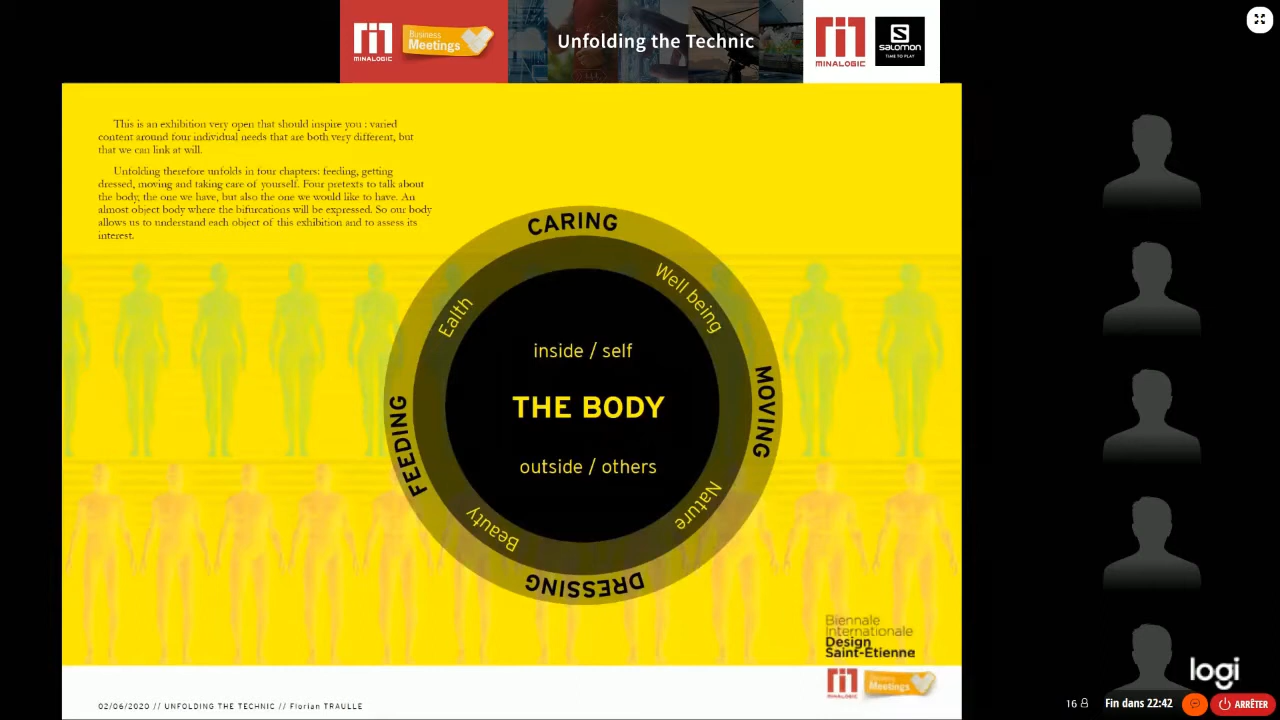 MINALOGIC
Business
Meetings
Unfolding the Technic
MINALOGIC
SALOMON
TIME TO PLAY
This is an exhibition very open that should inspire you : varied
content around four individual needs that are both very different, but
that we can link at will.
Unfolding therefore unfolds in four chapters: feeding, getting
dressed, moving and taking care of yourself. Four pretexts to talk about
the body, the one we have, but also the one we would like to have. An
almost object body where the bifurcations will be expressed. So our body
allows us to understand each object of this exhibition and to assess its
interest.
CARING
Ealth
Well being
inside / self
THE BODY
outside / others
FEEDING
MOVING
Beauty
Nature
DRESSING
Biennale
Internationale
Design
Saint-Etienne
MINALOGIC
Business
Meetings
02/06/2020 // UNFOLDING THE TECHNIC // Florian TRAULLE
logi
16
Fin dans 22:42
ARRÊTER